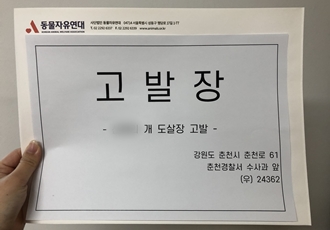 동물자유연대
고 발 장
- 개 도살장 고발 -
강원도 춘천시 춘천로 61
춘천경찰서 수사과 앞
(우) 24362